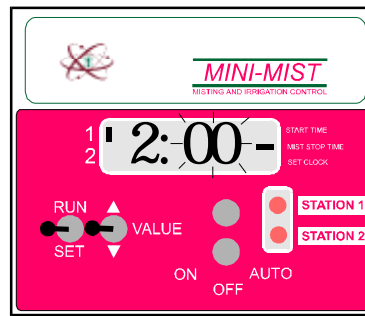 1
MINI-MIST
MISTING AND IRRIGATION CONTROL
1
2
2:00
START TIME
MIST STOP TIME
SET CLOCK
RUN
SET
VALUE
ON
OFF
AUTO
STATION 1
STATION 2